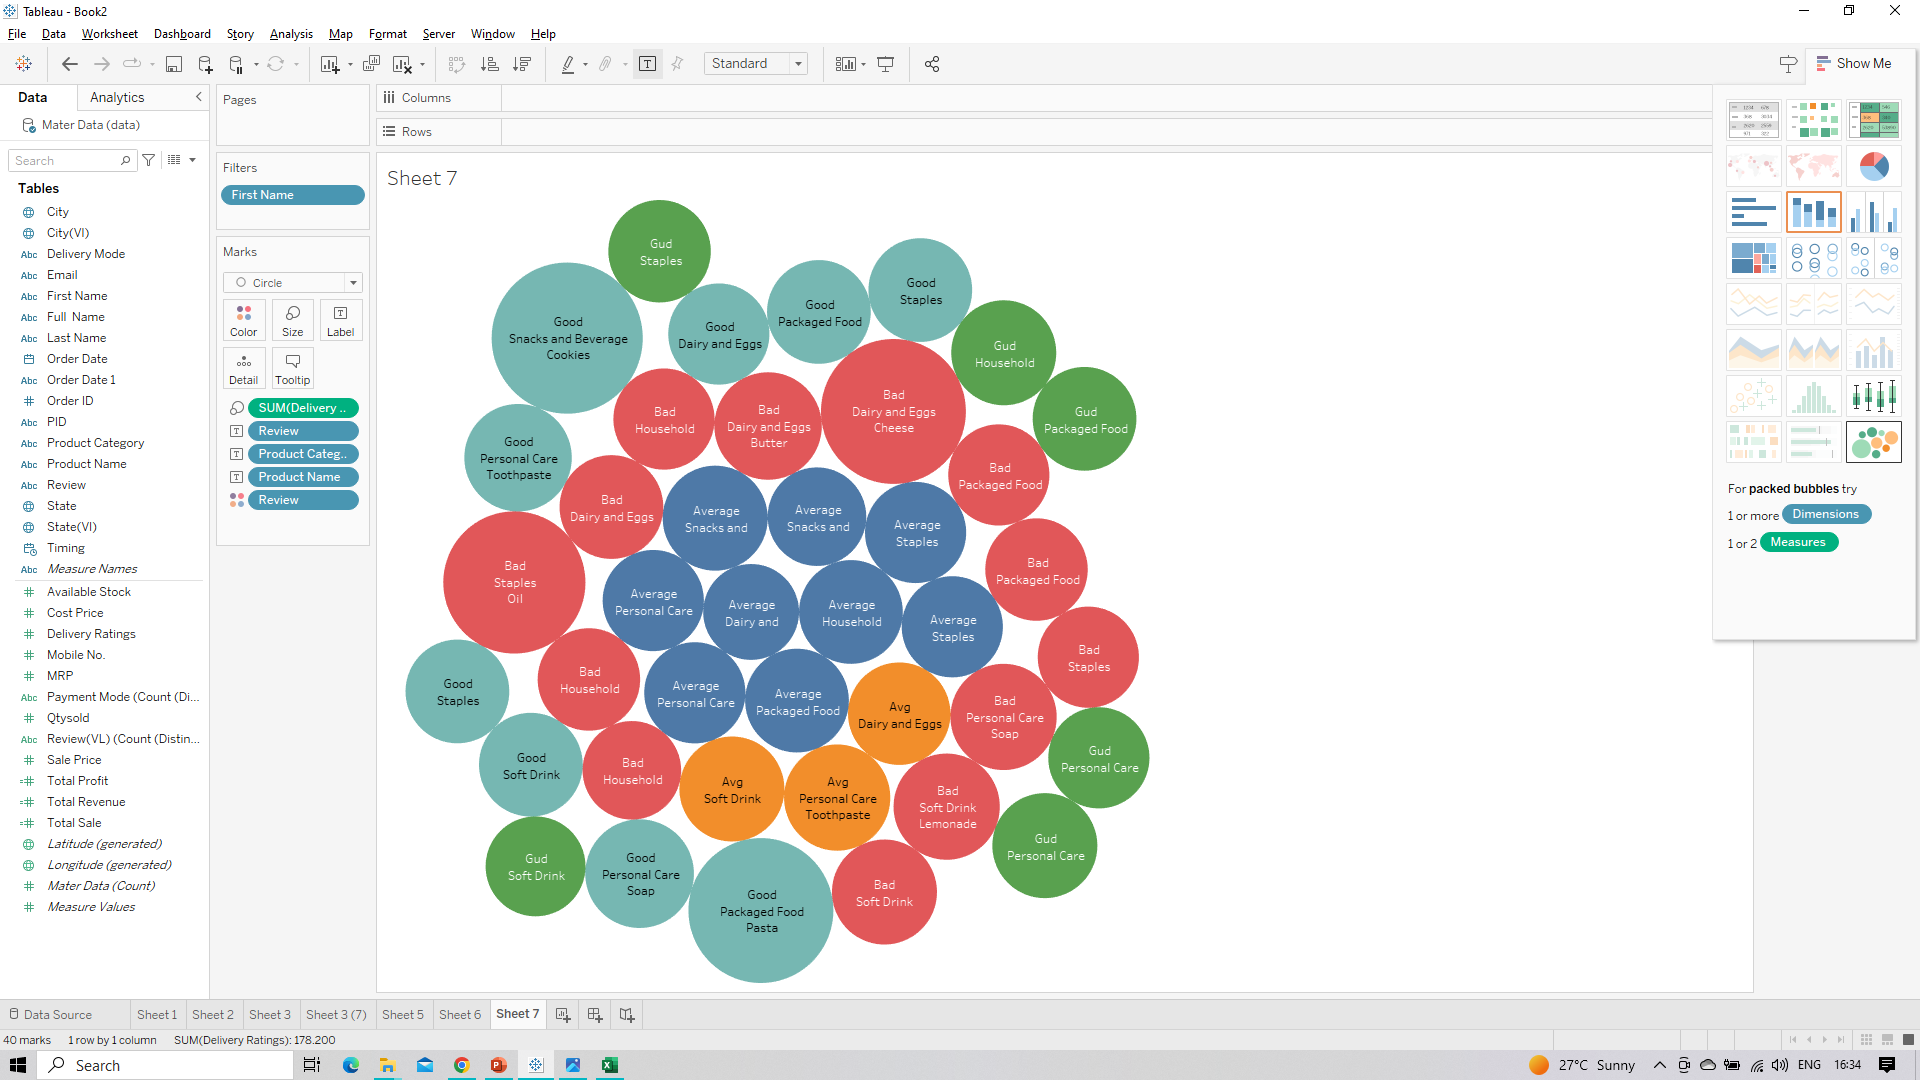 Tableau - Book2
File Data Worksheet Dashboard Story Analysis Map Format Server Window Help
Standard
Show Me
Data Analytics
Mater Data (data)
Search
Tables
City
City(VI)
Delivery Mode
Email
First Name
Full Name
Last Name
Order Date
Order Date 1
Order ID
PID
Product Category
Product Name
Review
State
State(VI)
Timing
Measure Names
Available Stock
Cost Price
Delivery Ratings
Mobile No.
MRP
Payment Mode (Count (Di...
Qtysold
Review(VL) (Count (Distin...
Sale Price
Total Profit
Total Revenue
Total Sale
Latitude (generated)
Longitude (generated)
Mater Data (Count)
Measure Values
Pages
Filters
First Name
Marks
Circle
Color Size Label
Detail Tooltip
SUM(Delivery ..
Review
Product Categ..
Product Name
Review
Columns
Rows
Sheet 7
Gud
Staples
Good
Snacks and Beverage
Cookies
Good
Dairy and Eggs
Good
Packaged Food
Good
Staples
Gud
Household
Gud
Packaged Food
Bad
Household
Bad
Dairy and Eggs
Butter
Bad
Dairy and Eggs
Cheese
Good
Personal Care
Toothpaste
Bad
Dairy and Eggs
Average
Snacks and
Average
Snacks and
Average
Staples
Bad
Packaged Food
Bad
Staples
Oil
Average
Personal Care
Average
Dairy and
Average
Household
Average
Staples
Bad
Packaged Food
Bad
Staples
Good
Staples
Bad
Household
Average
Personal Care
Average
Packaged Food
Avg
Dairy and Eggs
Bad
Personal Care
Soap
Gud
Personal Care
Good
Soft Drink
Bad
Household
Avg
Soft Drink
Avg
Personal Care
Toothpaste
Bad
Soft Drink
Lemonade
Gud
Personal Care
Gud
Soft Drink
Good
Personal Care
Soap
Good
Packaged Food
Pasta
Bad
Soft Drink
For packed bubbles try
1 or more Dimensions
1 or 2 Measures
Data Source Sheet 1 Sheet 2 Sheet 3 Sheet 3 (7) Sheet 5 Sheet 6 Sheet 7
40 marks 1 row by 1 column SUM(Delivery Ratings): 178.200
Search
27°C Sunny ENG 16:34